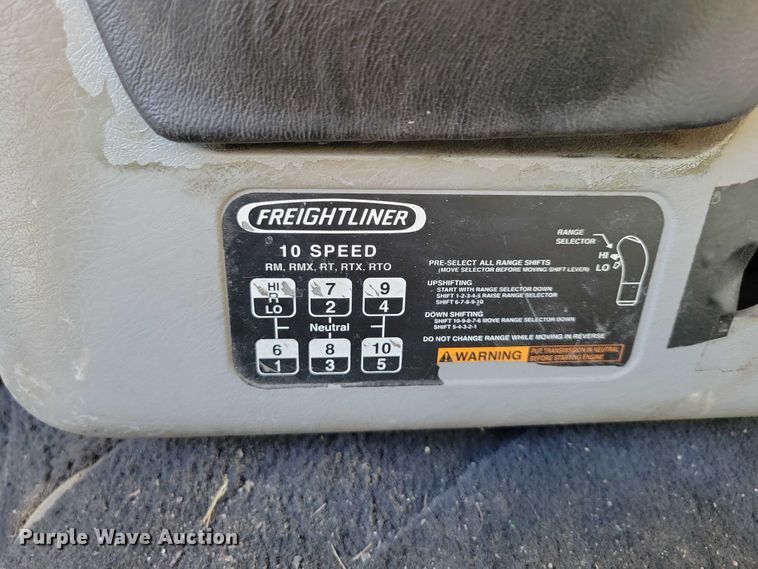 FREIGHTLINER
10 SPEED
RM, RMX, RT, RTX, RTO
HI 7 9
R 2 4
LO
Neutral
6 8 10
1 3 5
RANGE
SELECTOR
HI
LO
PRE-SELECT ALL RANGE SHIFTS
(MOVE SELECTOR BEFORE MOVING SHIFT LEVER)
UPSHIFTING
START WITH RANGE SELECTOR DOWN:
SHIFT 1-2-3-4-5 RAISE RANGE SELECTOR
SHIFT 6-7-8-9-10
DOWN SHIFTING
SHIFT 10-9-8-7-6 MOVE RANGE SELECTOR DOWN:
SHIFT 5-4-3-2-1
DO NOT CHANGE RANGE WHILE MOVING IN REVERSE
WARNING PUT TRANSMISSION IN NEUTRAL
BEFORE STARTING ENGINE
Purple Wave Auction